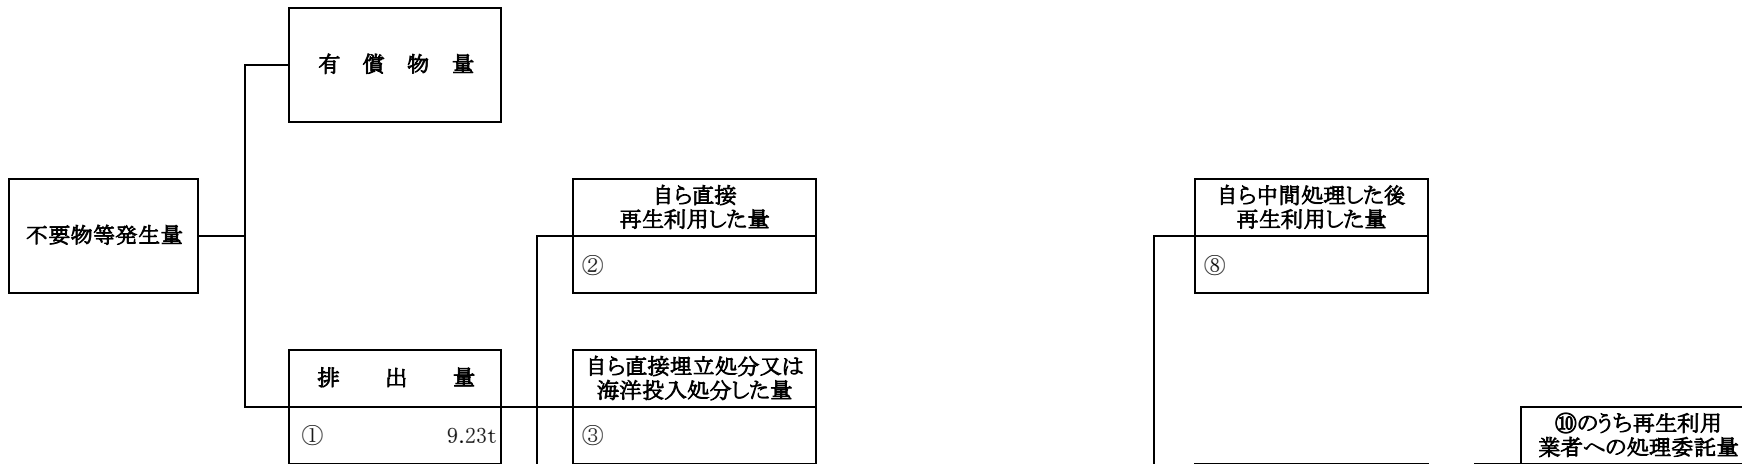 有 償 物 量
不要物等発生量
自ら直接
再生利用した量
②
自ら中間処理した後
再生利用した量
⑧
排 出 量
① 9.23t
自ら直接埋立処分又は
海洋投入処分した量
③
⑩のうち再生利用
業者への処理委託量